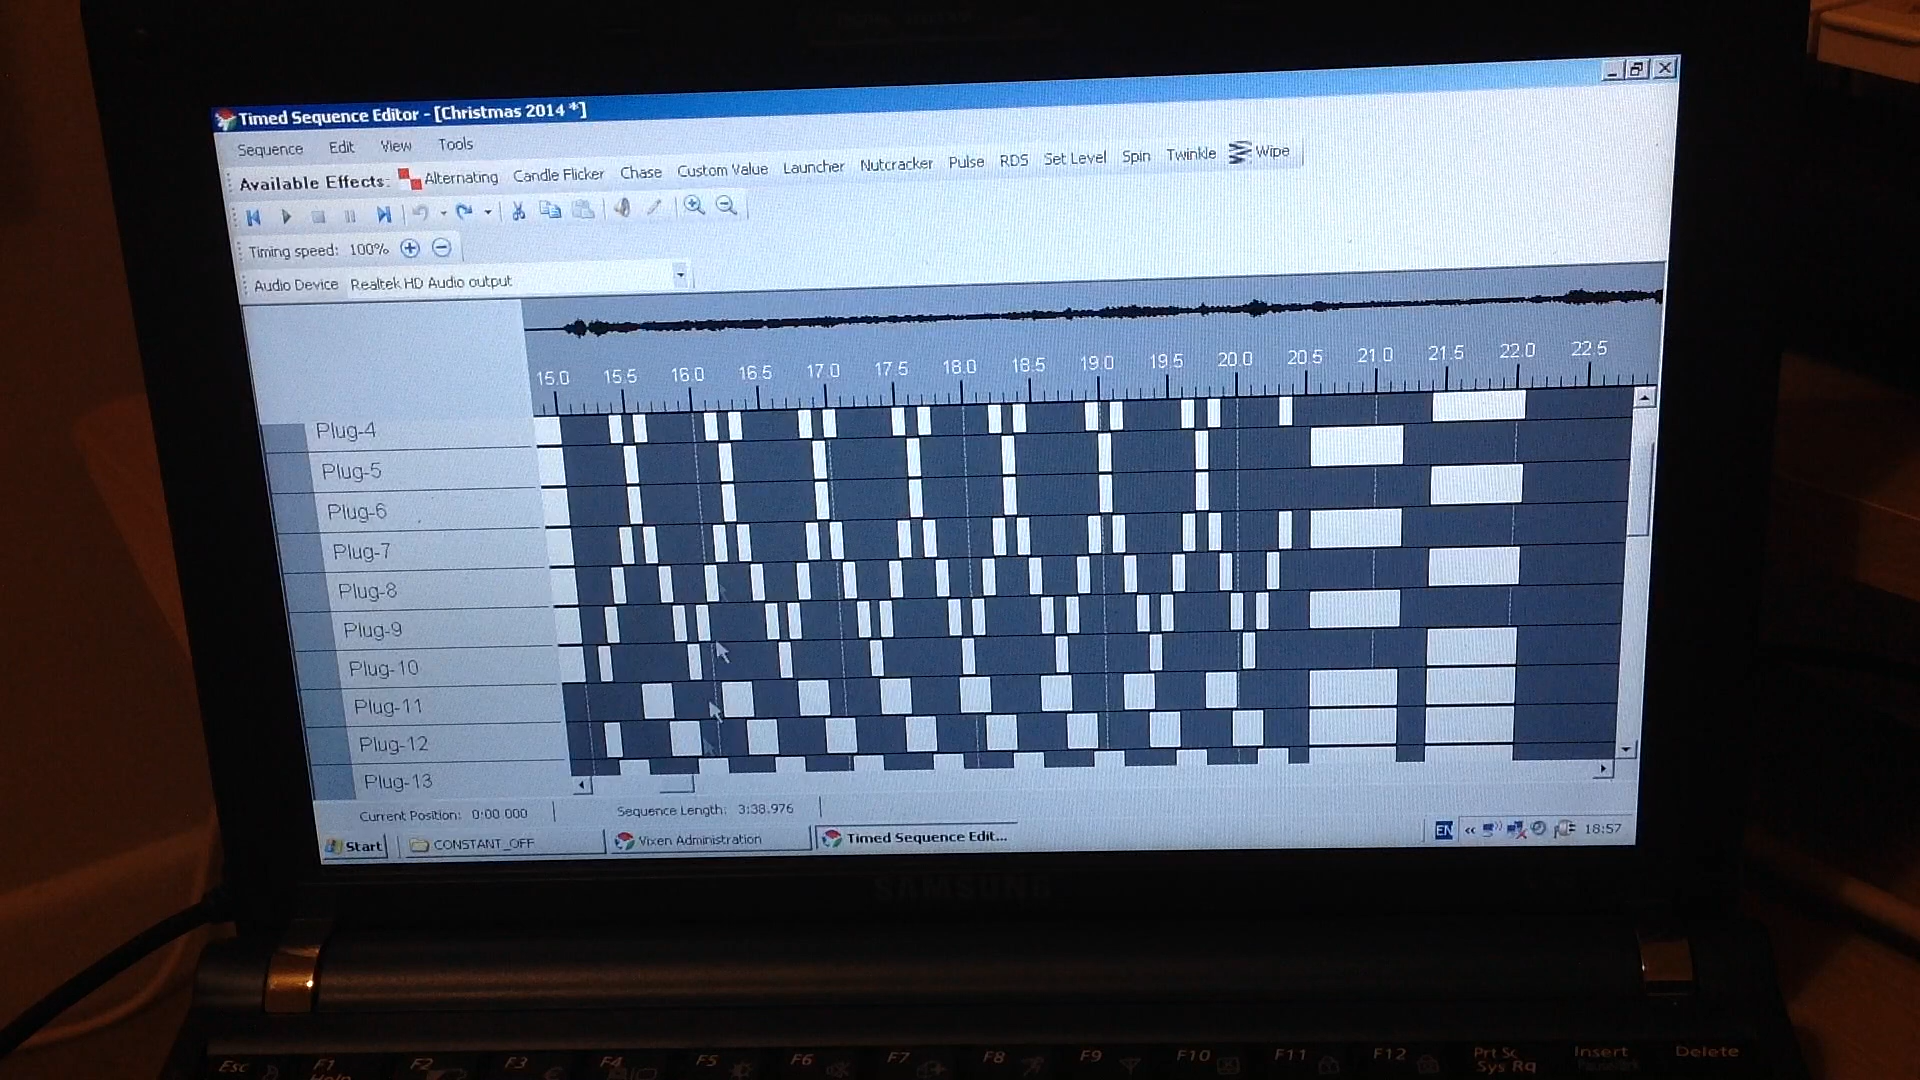 Timed Sequence Editor - [Christmas 2014 *]
Sequence Edit View Tools
Available Effects: Alternating Candle Flicker Chase Custom Value Launcher Nutcracker Pulse RDS Set Level Spin Twinkle Wipe
Timing speed: 100%
Audio Device Realtek HD Audio output
15.0 15.5 16.0 16.5 17.0 17.5 18.0 18.5 19.0 19.5 20.0 20.5 21.0 21.5 22.0 22.5
Plug-4
Plug-5
Plug-6
Plug-7
Plug-8
Plug-9
Plug-10
Plug-11
Plug-12
Plug-13
Current Position: 0:00.000 Sequence Length: 3:38.976
Start CONSTANT_OFF Vixen Administration Timed Sequence Edit... EN « 18:57
SAMSUNG
Esc F1 F2 F3 F4 F5 F6 F7 F8 F9 F10 F11 F12 Prt Sc Insert Delete
Help Sys Rq